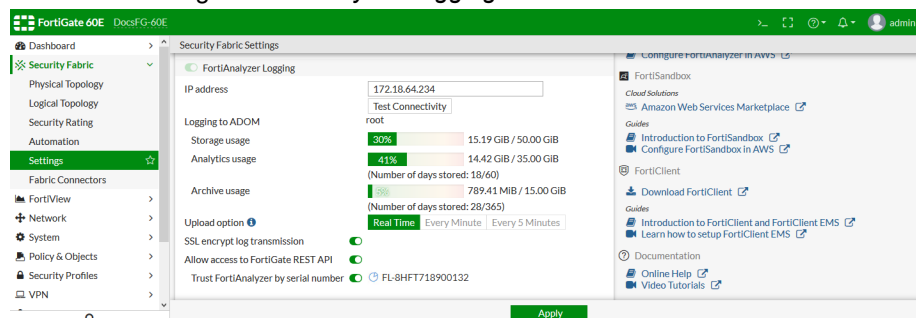 FortiGate 60E DocsFG-60E
admin
Dashboard
Security Fabric
Physical Topology
Logical Topology
Security Rating
Automation
Settings
Fabric Connectors
FortiView
Network
System
Policy & Objects
Security Profiles
VPN
Security Fabric Settings
FortiAnalyzer Logging
IP address 172.18.64.234
Test Connectivity
Logging to ADOM root
Storage usage 30% 15.19 GiB / 50.00 GiB
Analytics usage 41% 14.42 GiB / 35.00 GiB
(Number of days stored: 18/60)
Archive usage 5% 789.41 MiB / 15.00 GiB
(Number of days stored: 28/365)
Upload option Real Time Every Minute Every 5 Minutes
SSL encrypt log transmission
Allow access to FortiGate REST API
Trust FortiAnalyzer by serial number FL-8HFT718900132
Configure FortiAnalyzer in AWS
FortiSandbox
Cloud Solutions
Amazon Web Services Marketplace
Guides
Introduction to FortiSandbox
Configure FortiSandbox in AWS
FortiClient
Download FortiClient
Guides
Introduction to FortiClient and FortiClient EMS
Learn how to setup FortiClient EMS
Documentation
Online Help
Video Tutorials
Apply